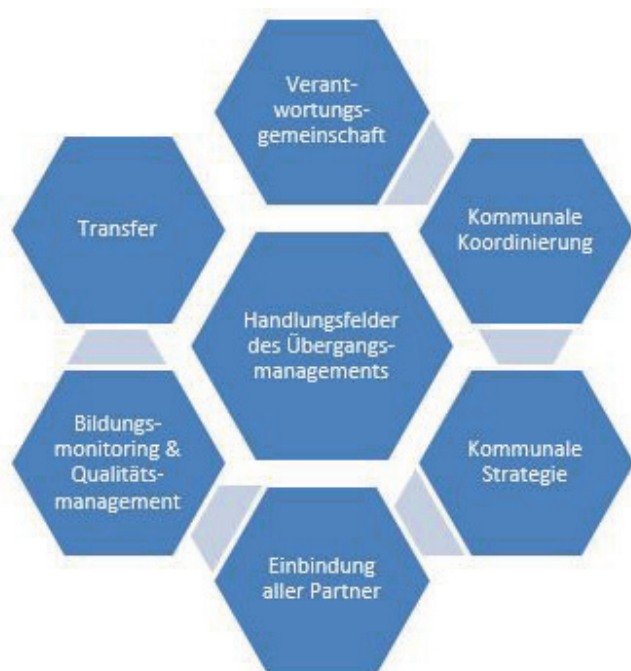 Verant-
wortungs-
gemeinschaft
Kommunale
Koordinierung
Kommunale
Strategie
Einbindung
aller Partner
Bildungs-
monitoring &
Qualitäts-
management
Transfer
Handlungsfelder
des Übergangs-
managements